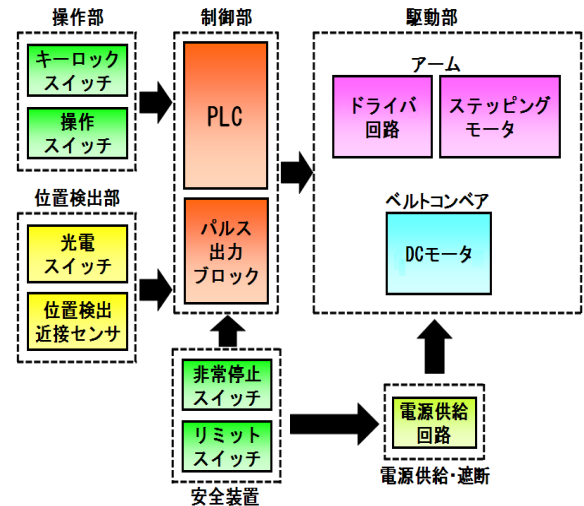 操作部
キーロック
スイッチ
操作
スイッチ
位置検出部
光電
スイッチ
位置検出
近接センサ
制御部
PLC
パルス
出力
ブロック
非常停止
スイッチ
リミット
スイッチ
安全装置
駆動部
アーム
ドライバ
回路
ステッピング
モータ
ベルトコンベア
DCモータ
電源供給
回路
電源供給・遮断